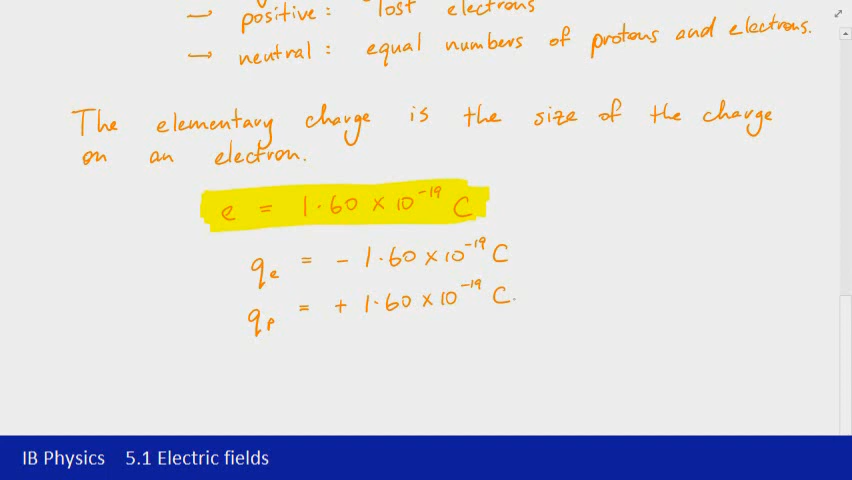 → positive: lost electrons
→ neutral: equal numbers of protons and electrons.
The elementary charge is the size of the charge
on an electron.
e = 1.60 × 10⁻¹⁹ C
qₑ = - 1.60 × 10⁻¹⁹ C
qₚ = + 1.60 × 10⁻¹⁹ C.
IB Physics 5.1 Electric fields